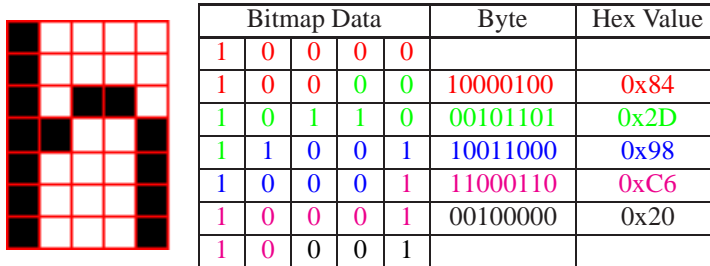 Bitmap Data Byte Hex Value
1 0 0 0 0
1 0 0 0 0 10000100 0x84
1 0 1 1 0 00101101 0x2D
1 1 0 0 1 10011000 0x98
1 0 0 0 1 11000110 0xC6
1 0 0 0 1 00100000 0x20
1 0 0 0 1